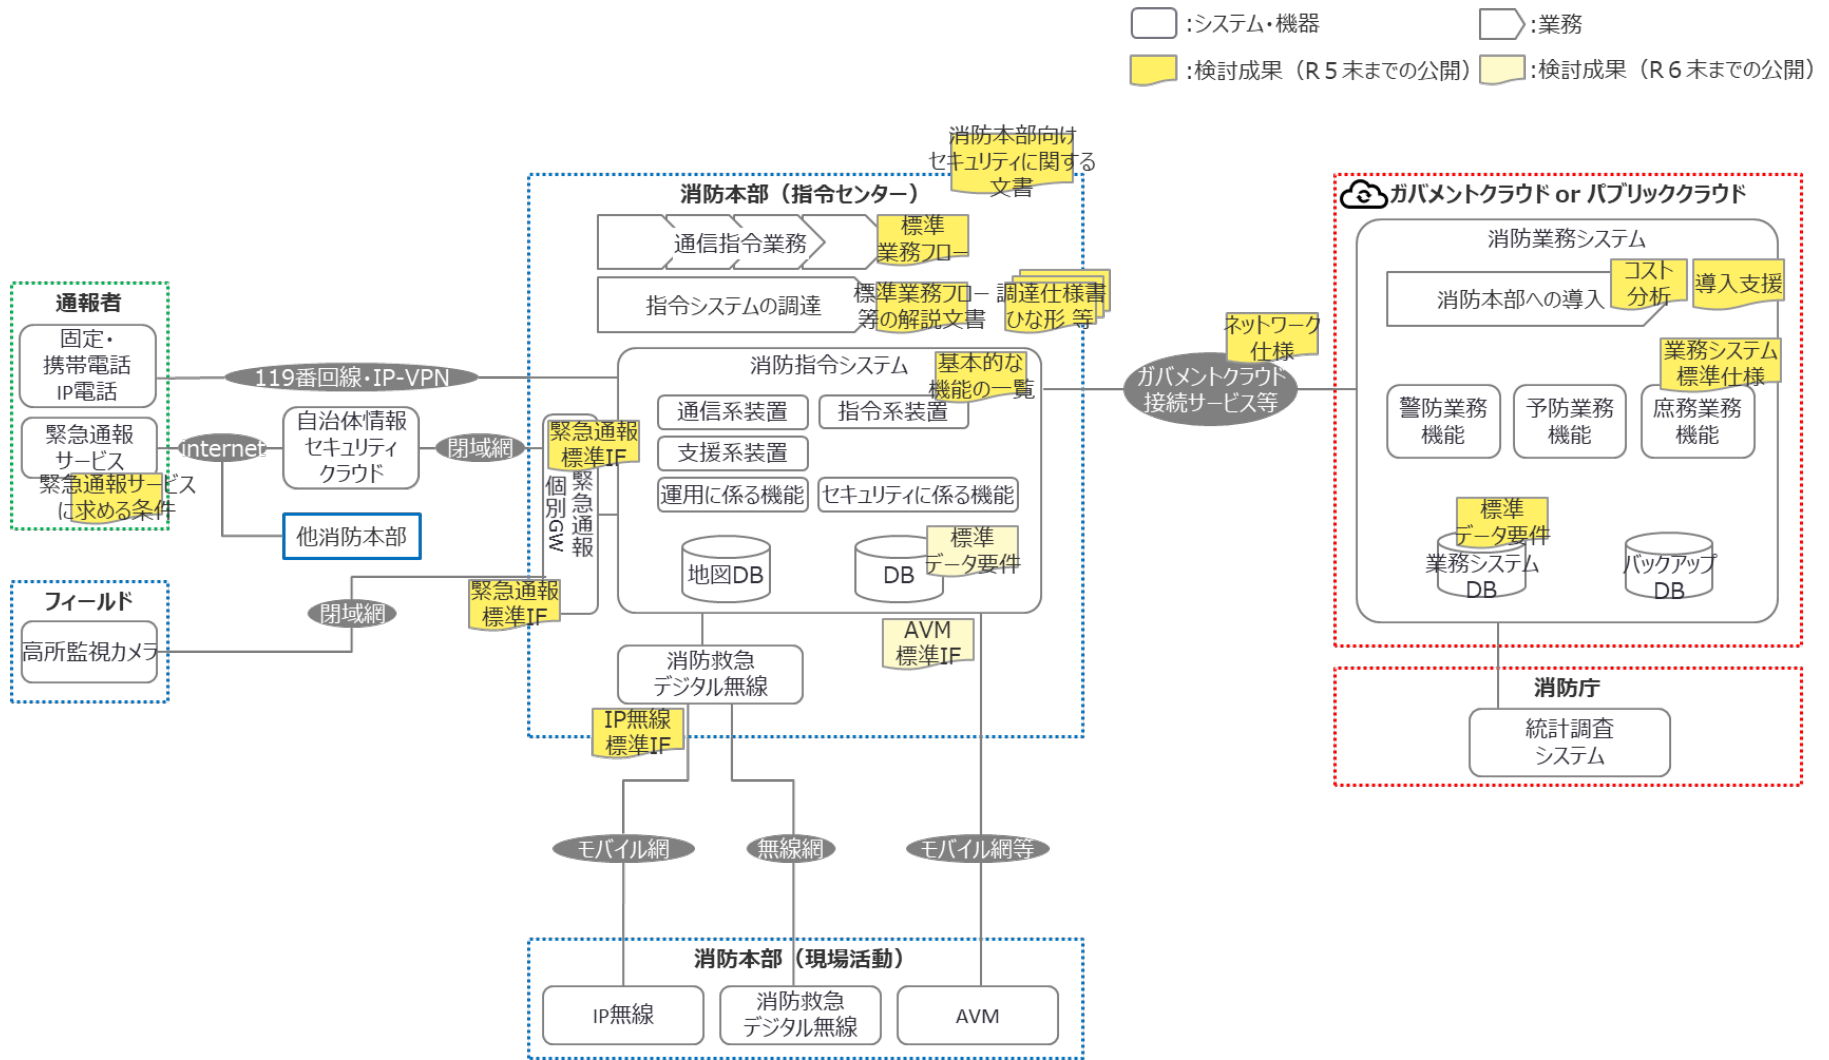 :システム・機器
:業務
:検討成果（R５末までの公開）
:検討成果（R６末までの公開）
消防本部向け
セキュリティに関する
文書
消防本部（指令センター）
通信指令業務
標準
業務フロー
指令システムの調達
標準業務フロー
等の解説文書
調達仕様書
ひな形 等
通報者
固定・
携帯電話
IP電話
119番回線・IP-VPN
緊急通報
サービス
緊急通報サービス
に求める条件
internet
自治体情報
セキュリティ
クラウド
閉域網
他消防本部
緊急通報
標準IF
緊急通報
個別GW
緊急通報
標準IF
消防指令システム
基本的な
機能の一覧
通信系装置
指令系装置
支援系装置
運用に係る機能
セキュリティに係る機能
地図DB
DB
標準
データ要件
フィールド
高所監視カメラ
閉域網
消防救急
デジタル無線
AVM
標準IF
IP無線
標準IF
モバイル網
無線網
モバイル網等
消防本部（現場活動）
IP無線
消防救急
デジタル無線
AVM
ネットワーク
仕様
ガバメントクラウド
接続サービス等
ガバメントクラウド or パブリッククラウド
消防業務システム
消防本部への導入
コスト
分析
導入支援
業務システム
標準仕様
警防業務
機能
予防業務
機能
庶務業務
機能
標準
データ要件
業務システム
DB
バックアップ
DB
消防庁
統計調査
システム